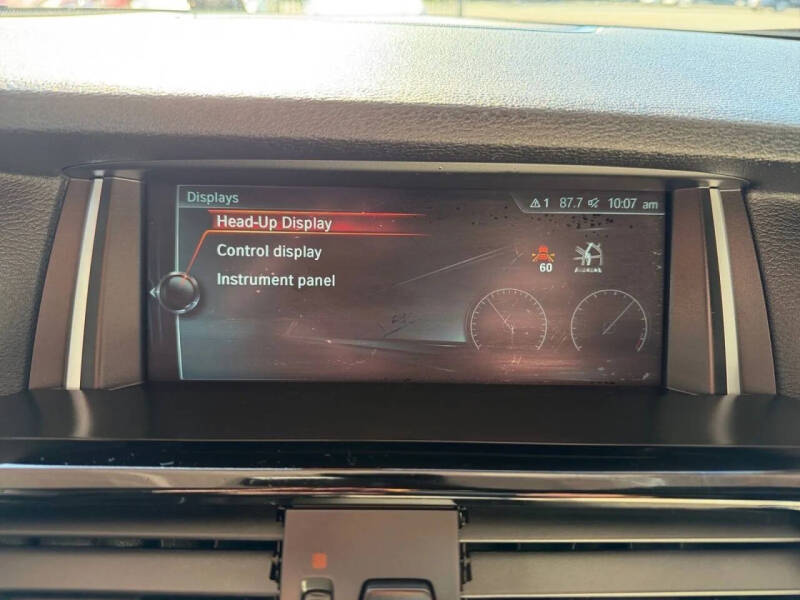 Displays
1 87.7 10:07 am
Head-Up Display
Control display
Instrument panel
60